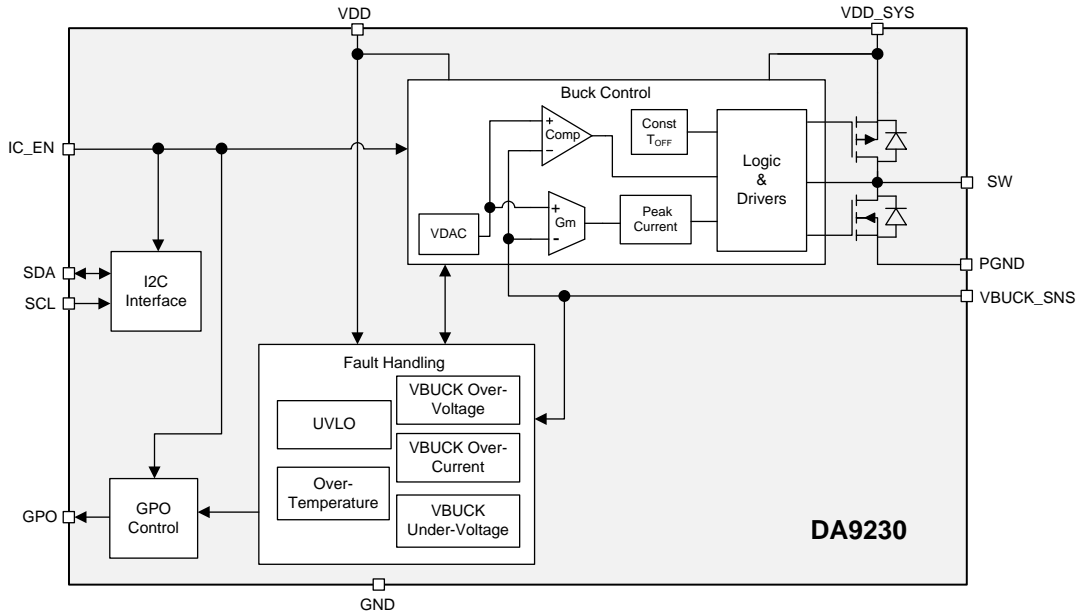 VDD
VDD_SYS
Buck Control
+
Comp
−
Const
TOFF
Logic
&
Drivers
IC_EN
SW
VDAC
+
Gm
-
Peak
Current
PGND
SDA
SCL
I2C
Interface
VBUCK_SNS
Fault Handling
UVLO
VBUCK Over-
Voltage
VBUCK Over-
Current
Over-
Temperature
VBUCK
Under-Voltage
GPO
GPO
Control
DA9230
GND